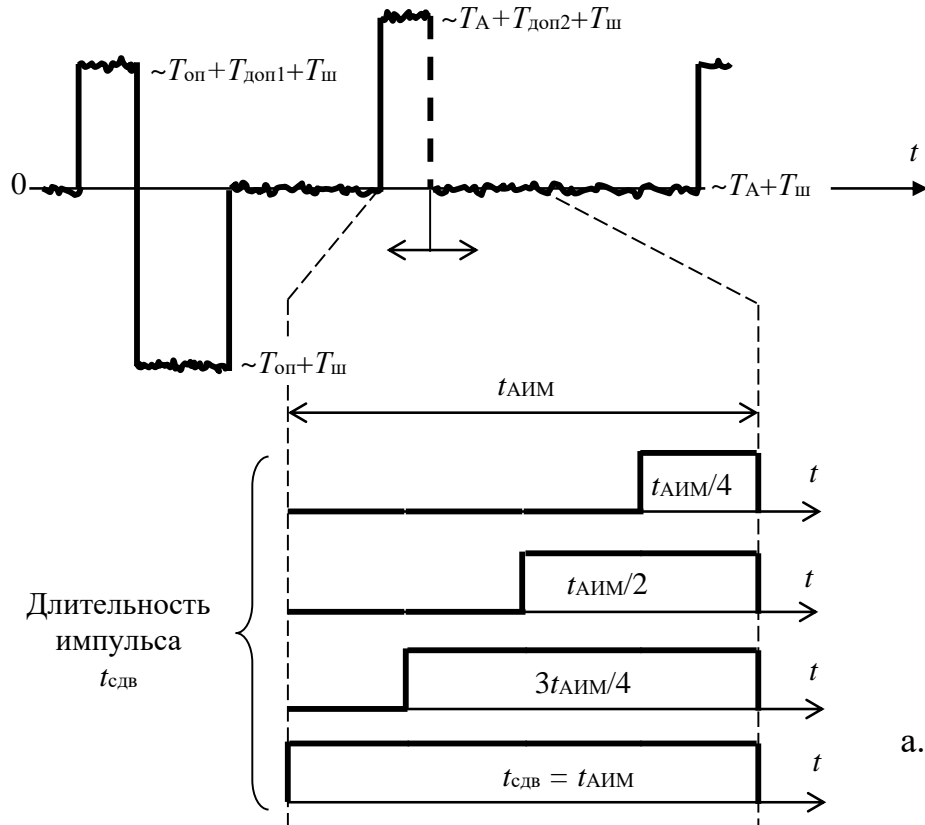 ~TА+Tдоп2+Tш
~Tоп+Tдоп1+Tш
t
0
~TА+Tш
~Tоп+Tш
tАИМ
t
tАИМ/4
t
tАИМ/2
Длительность
импульса
tсдв
t
3tАИМ/4
а.
t
tсдв = tАИМ